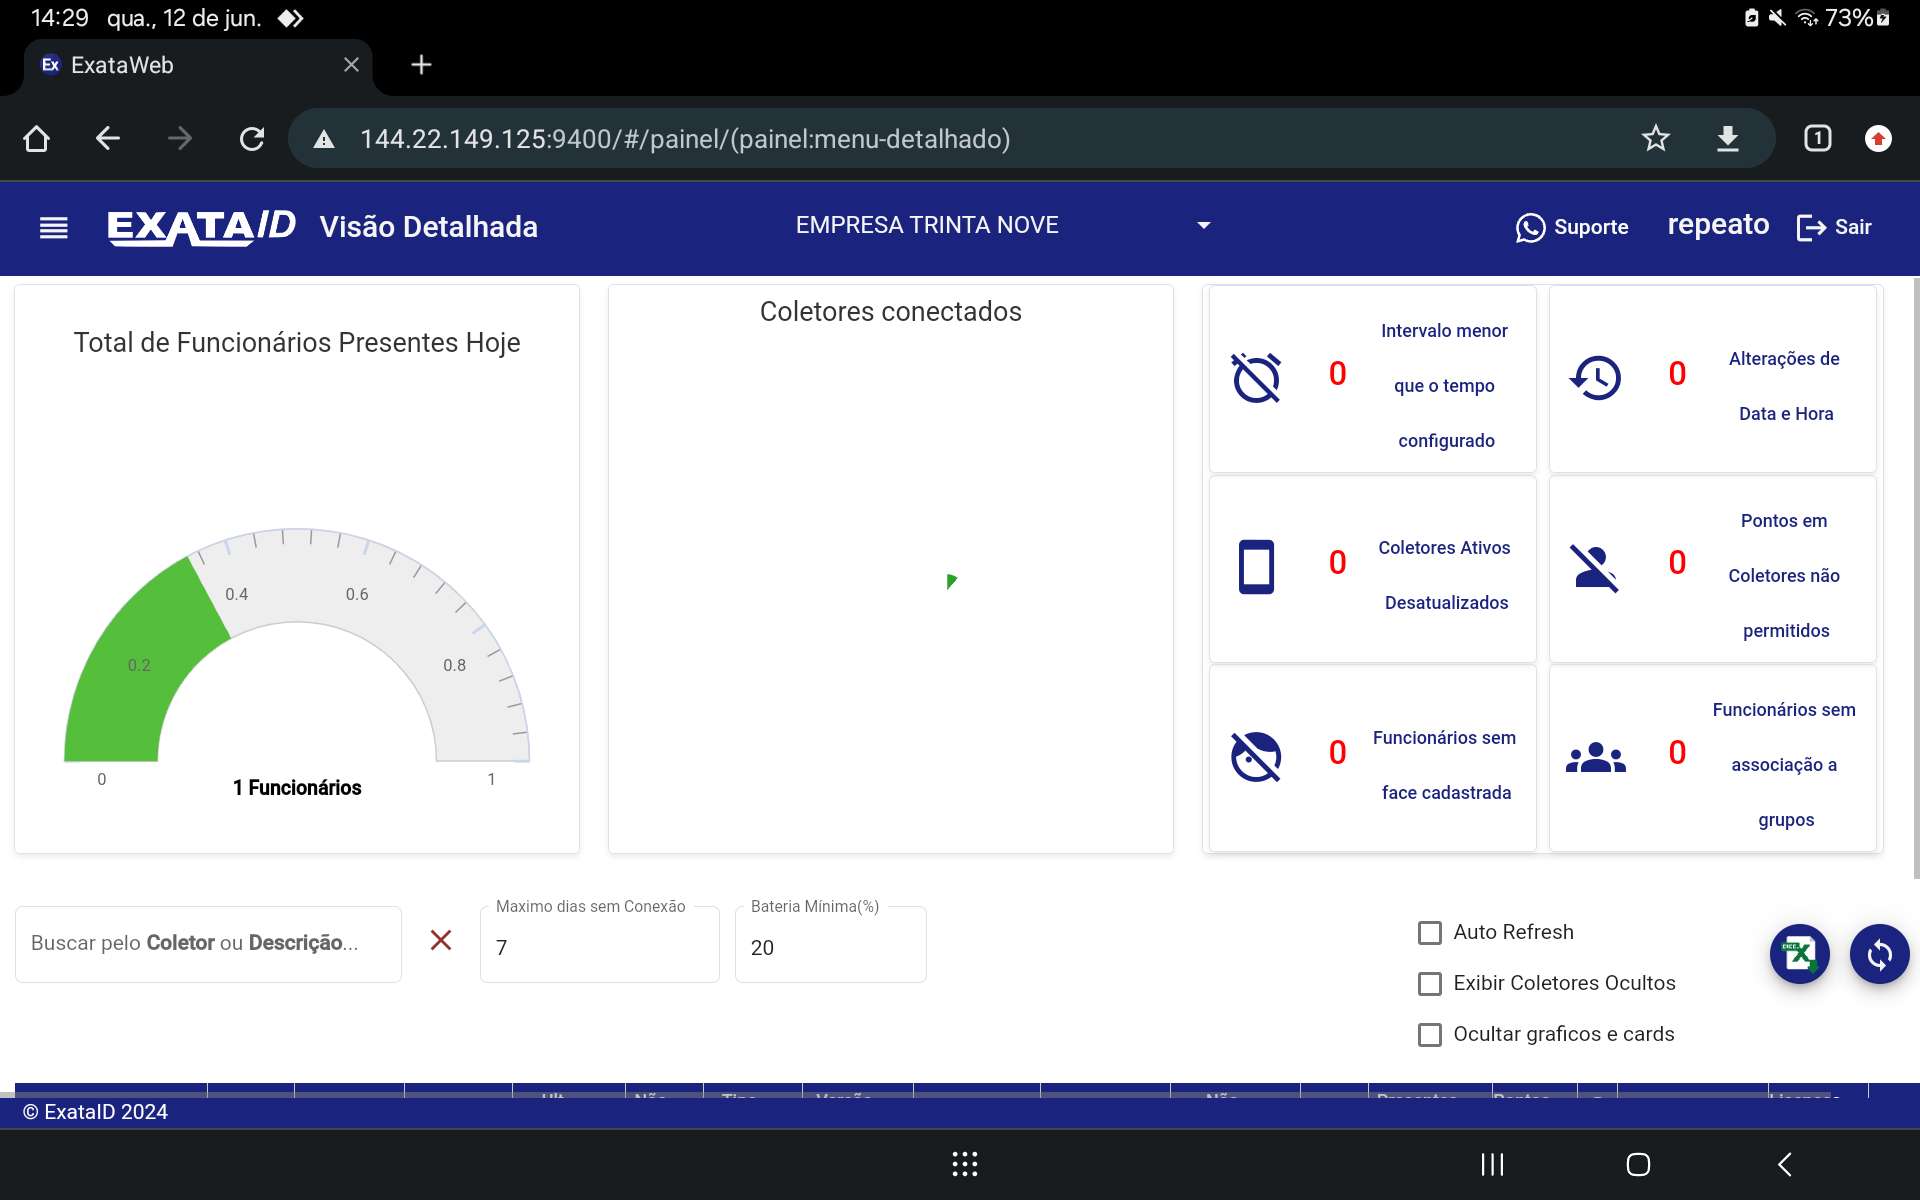 14:29 qua., 12 de jun.
73%
Ex ExataWeb
144.22.149.125:9400/#/painel/(painel:menu-detalhado)
1
EXATAID Visão Detalhada
EMPRESA TRINTA NOVE
Suporte
repeato
Sair
Total de Funcionários Presentes Hoje
0.2
0.4
0.6
0.8
0
1
1 Funcionários
Coletores conectados
0
Intervalo menor
que o tempo
configurado
0
Alterações de
Data e Hora
0
Coletores Ativos
Desatualizados
0
Pontos em
Coletores não
permitidos
0
Funcionários sem
face cadastrada
0
Funcionários sem
associação a
grupos
Buscar pelo Coletor ou Descrição...
Maximo dias sem Conexão
7
Bateria Mínima(%)
20
Auto Refresh
Exibir Coletores Ocultos
Ocultar graficos e cards
© ExataID 2024